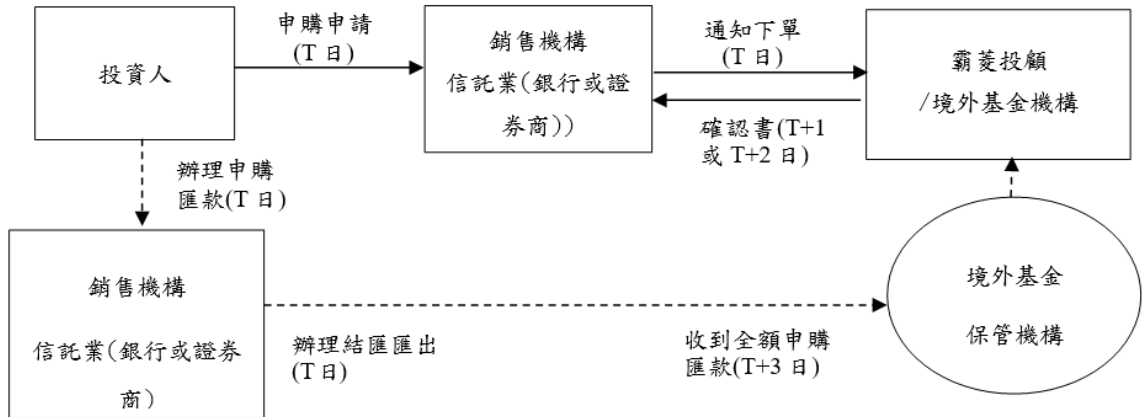 投資人
申購申請
(T 日)
銷售機構
信託業(銀行或證
券商))
通知下單
(T 日)
確認書(T+1
或 T+2 日)
霸菱投顧
/境外基金機構
辦理申購
匯款(T 日)
銷售機構
信託業(銀行或證券
商)
辦理結匯匯出
(T日)
收到全額申購
匯款(T+3 日)
境外基金
保管機構